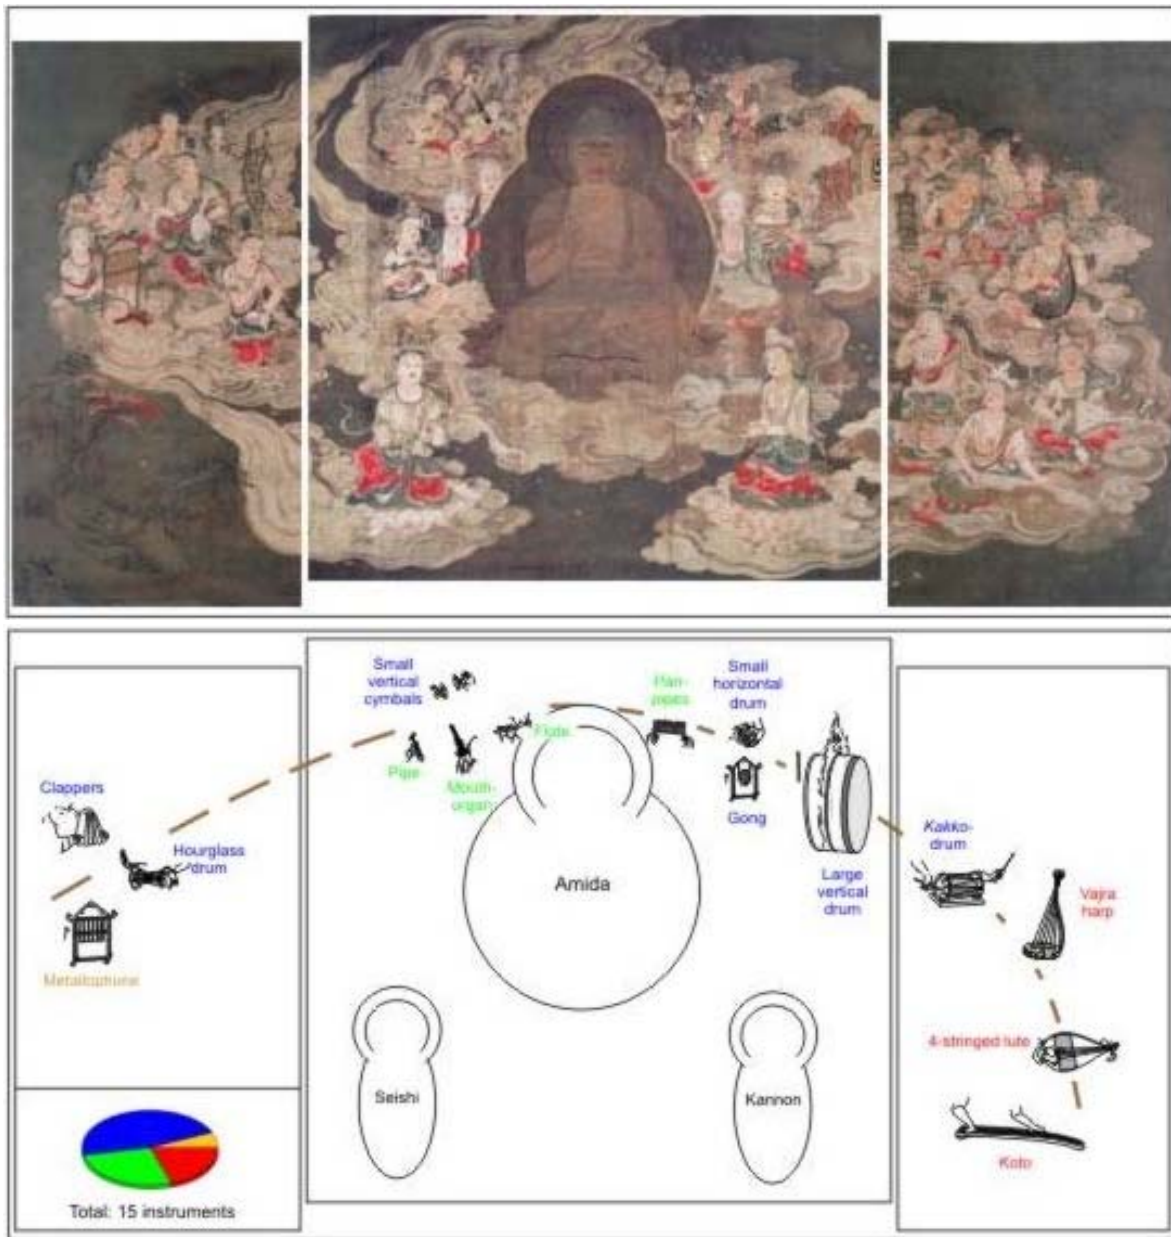 Small
vertical
cymbals
Pan-
pipes
Small
horizontal
drum
Flute
Pipe
Mouth-
organ
Clappers
Hourglass
drum
Gong
Kakko-
drum
Amida
Large
vertical
drum
Vajra
harp
Metallophone
4-stringed lute
Seishi
Kannon
Koto
Total: 15 instruments